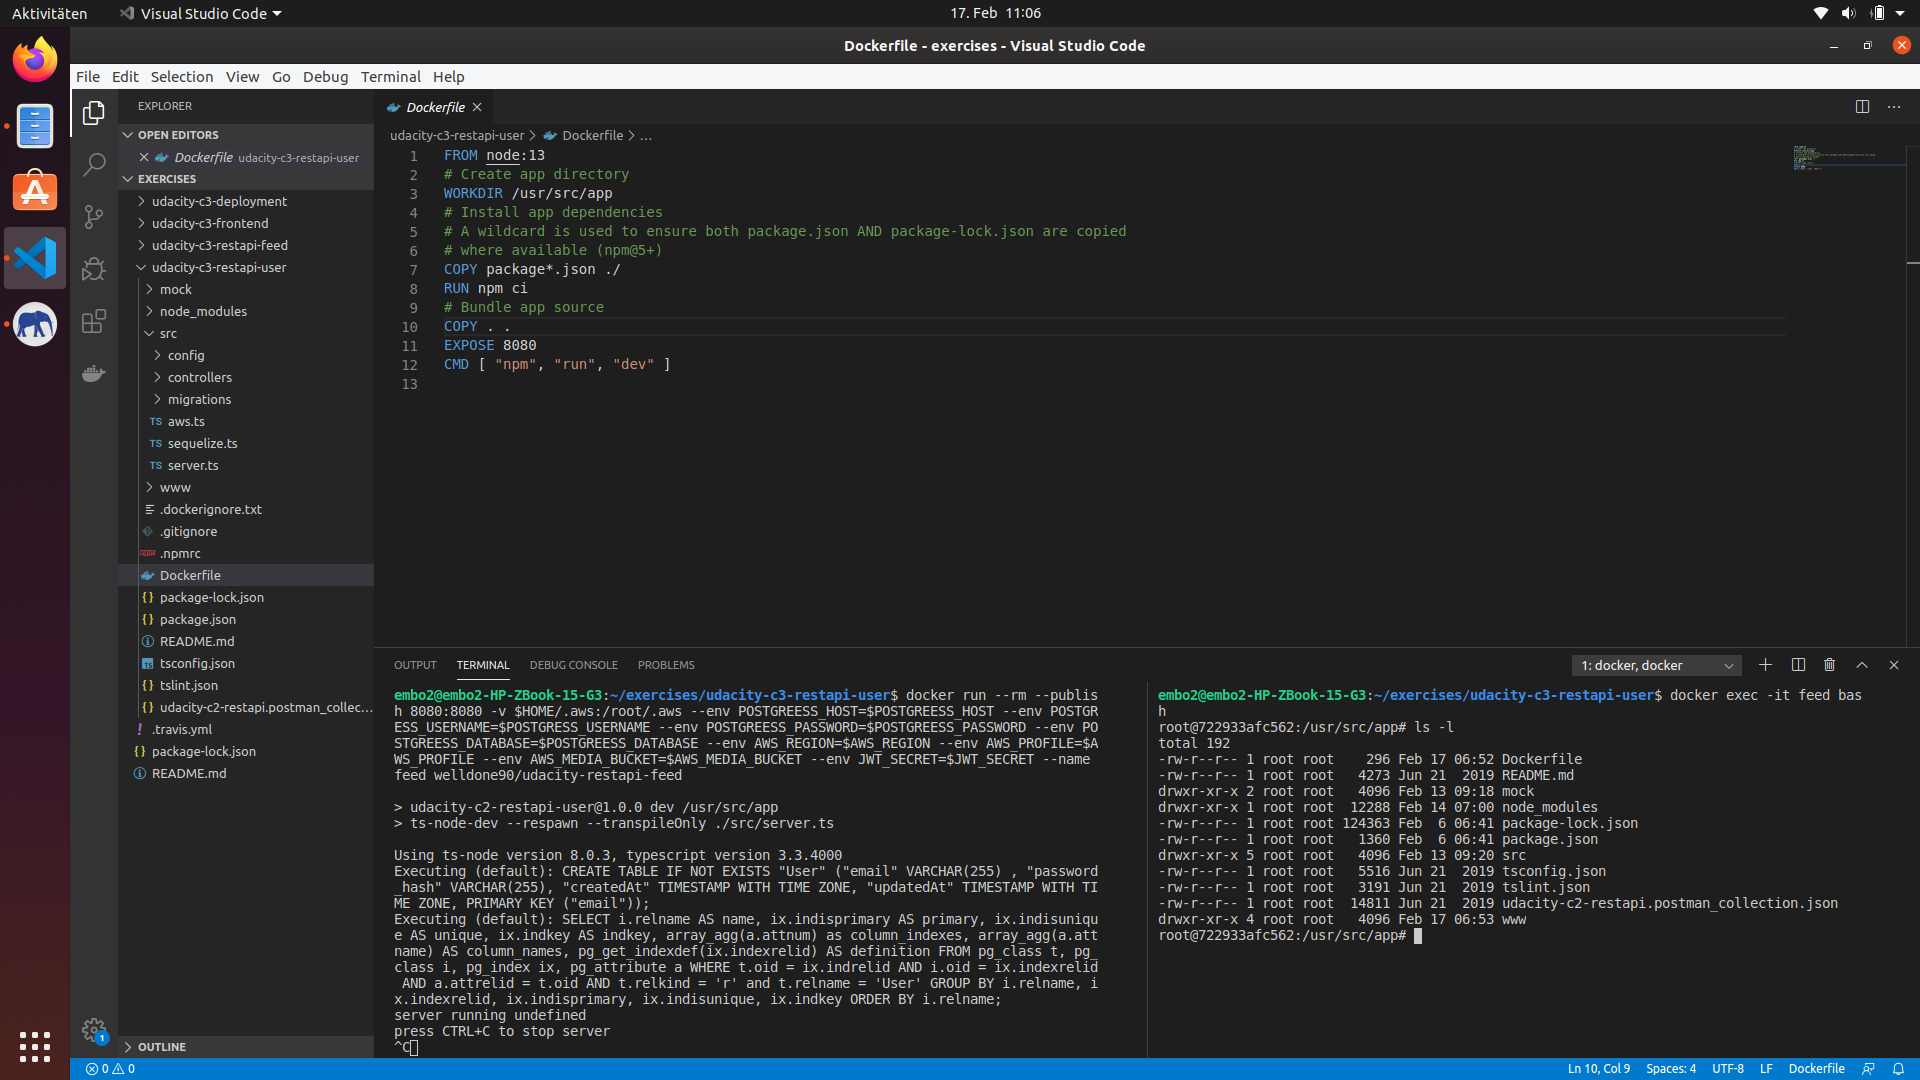 Aktivitäten
Visual Studio Code
17. Feb 11:06
Dockerfile - exercises - Visual Studio Code
File Edit Selection View Go Debug Terminal Help
EXPLORER
OPEN EDITORS
Dockerfile udacity-c3-restapi-user
EXERCISES
udacity-c3-deployment
udacity-c3-frontend
udacity-c3-restapi-feed
udacity-c3-restapi-user
mock
node_modules
src
config
controllers
migrations
TS aws.ts
TS sequelize.ts
TS server.ts
www
.dockerignore.txt
.gitignore
.npmrc
Dockerfile
{} package-lock.json
{} package.json
README.md
tsconfig.json
{} tslint.json
{} udacity-c2-restapi.postman_collec...
! .travis.yml
{} package-lock.json
README.md
OUTLINE
1
Dockerfile
udacity-c3-restapi-user > Dockerfile > ...
1 FROM node:13
2 # Create app directory
3 WORKDIR /usr/src/app
4 # Install app dependencies
5 # A wildcard is used to ensure both package.json AND package-lock.json are copied
6 # where available (npm@5+)
7 COPY package*.json ./
8 RUN npm ci
9 # Bundle app source
10 COPY . .
11 EXPOSE 8080
12 CMD [ "npm", "run", "dev" ]
13
OUTPUT TERMINAL DEBUG CONSOLE PROBLEMS
1: docker, docker
embo2@embo2-HP-ZBook-15-G3:~/exercises/udacity-c3-restapi-user$ docker run --rm --publis
h 8080:8080 -v $HOME/.aws:/root/.aws --env POSTGREESS_HOST=$POSTGREESS_HOST --env POSTGR
ESS_USERNAME=$POSTGRESS_USERNAME --env POSTGRESS_PASSWORD=$POSTGRESS_PASSWORD --env PO
STGREESS_DATABASE=$POSTGREESS_DATABASE --env AWS_REGION=$AWS_REGION --env AWS_PROFILE=$A
WS_PROFILE --env AWS_MEDIA_BUCKET=$AWS_MEDIA_BUCKET --env JWT_SECRET=$JWT_SECRET --name
feed welldone90/udacity-restapi-feed
> udacity-c2-restapi-user@1.0.0 dev /usr/src/app
> ts-node-dev --respawn --transpileOnly ./src/server.ts
Using ts-node version 8.0.3, typescript version 3.3.4000
Executing (default): CREATE TABLE IF NOT EXISTS "User" ("email" VARCHAR(255) , "password
_hash" VARCHAR(255), "createdAt" TIMESTAMP WITH TIME ZONE, "updatedAt" TIMESTAMP WITH TI
ME ZONE, PRIMARY KEY ("email"));
Executing (default): SELECT i.relname AS name, ix.indisprimary AS primary, ix.indisuniqu
e AS unique, ix.indkey AS indkey, array_agg(a.attnum) as column_indexes, array_agg(a.att
name) AS column_names, pg_get_indexdef(ix.indexrelid) AS definition FROM pg_class t, pg_
class i, pg_index ix, pg_attribute a WHERE t.oid = ix.indrelid AND i.oid = ix.indexrelid
AND a.attrelid = t.oid AND t.relkind = 'r' and t.relname = 'User' GROUP BY i.relname, i
x.indexrelid, ix.indisprimary, ix.indisunique, ix.indkey ORDER BY i.relname;
server running undefined
press CTRL+C to stop server
^C
embo2@embo2-HP-ZBook-15-G3:~/exercises/udacity-c3-restapi-user$ docker exec -it feed bas
h
root@722933afc562:/usr/src/app# ls -l
total 192
-rw-r--r-- 1 root root 296 Feb 17 06:52 Dockerfile
-rw-r--r-- 1 root root 4273 Jun 21 2019 README.md
drwxr-xr-x 2 root root 4096 Feb 13 09:18 mock
drwxr-xr-x 1 root root 12288 Feb 14 07:00 node_modules
-rw-r--r-- 1 root root 124363 Feb 6 06:41 package-lock.json
-rw-r--r-- 1 root root 1360 Feb 6 06:41 package.json
drwxr-xr-x 5 root root 4096 Feb 13 09:20 src
-rw-r--r-- 1 root root 5516 Jun 21 2019 tsconfig.json
-rw-r--r-- 1 root root 3191 Jun 21 2019 tslint.json
-rw-r--r-- 1 root root 14811 Jun 21 2019 udacity-c2-restapi.postman_collection.json
drwxr-xr-x 4 root root 4096 Feb 17 06:53 www
root@722933afc562:/usr/src/app#
0 0
Ln 10, Col 9 Spaces: 4 UTF-8 LF Dockerfile